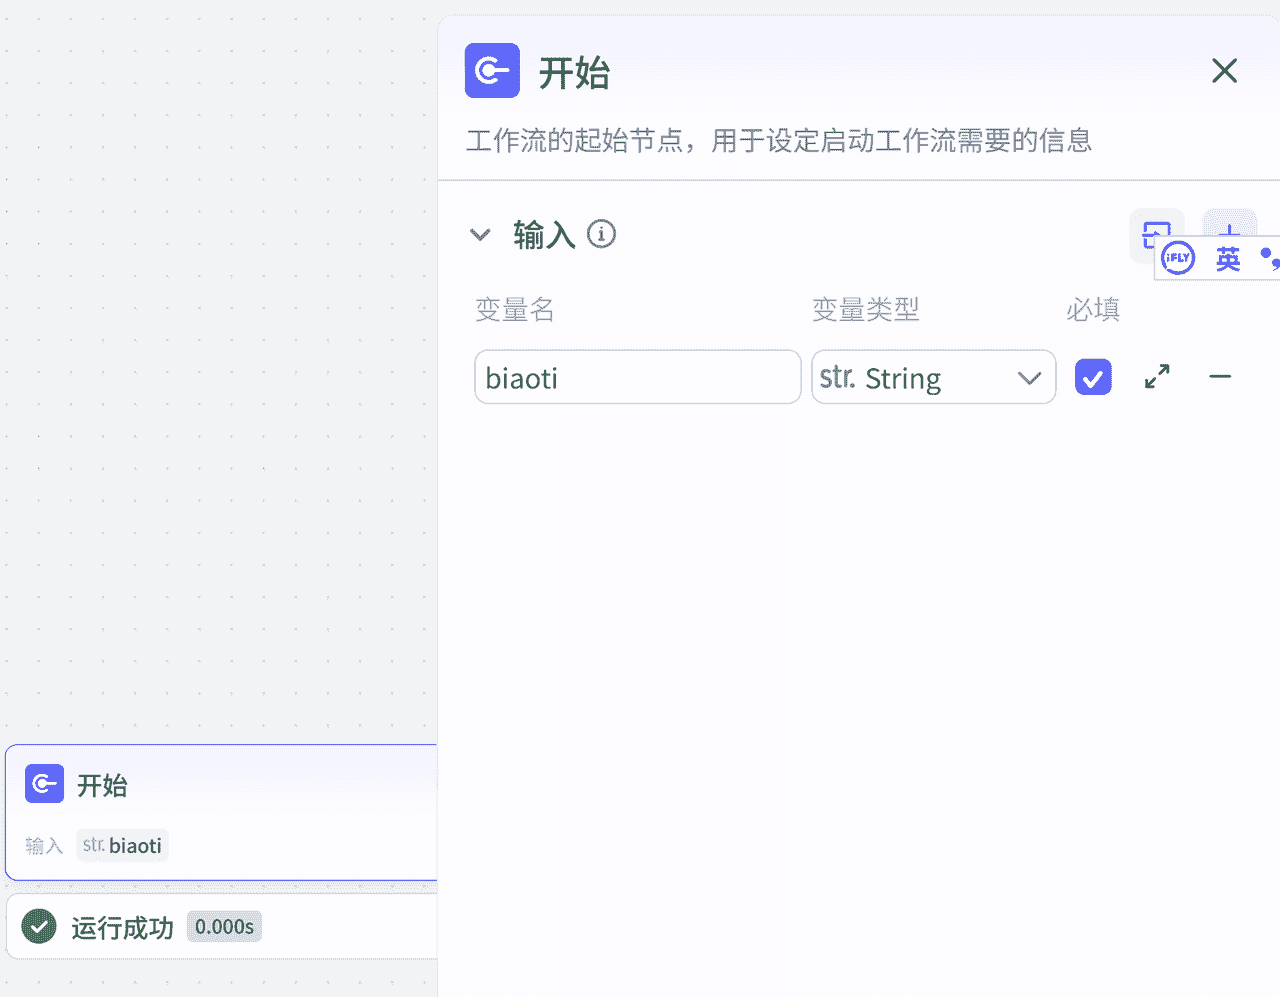 开始
工作流的起始节点，用于设定启动工作流需要的信息
输入
iFLY 英
变量名 变量类型 必填
biaoti str. String
开始
输入 str. biaoti
运行成功 0.000s